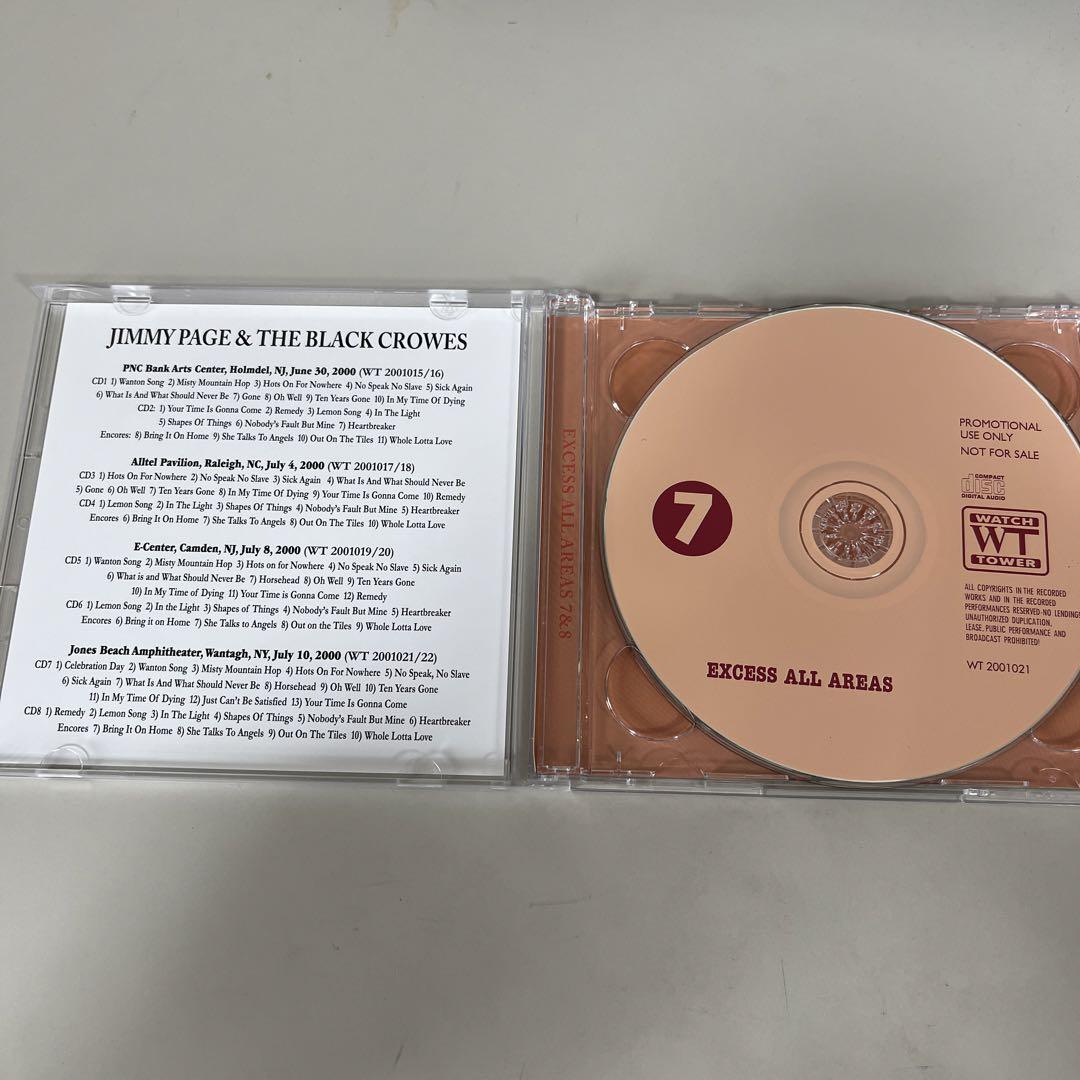 JIMMY PAGE & THE BLACK CROWES
PNC Bank Arts Center, Holmdel, NJ, June 30, 2000 (WT 2001015/16)
CD1 1) Wanton Song 2) Misty Mountain Hop 3) Hots On For Nowhere 4) No Speak No Slave 5) Sick Again
6) What Is And What Should Never Be 7) Gone 8) Oh Well 9) Ten Years Gone 10) In My Time Of Dying
CD2: 1) Your Time Is Gonna Come 2) Remedy 3) Lemon Song 4) In The Light
5) Shapes Of Things 6) Nobody's Fault But Mine 7) Heartbreaker
Encores: 8) Bring It On Home 9) She Talks To Angels 10) Out On The Tiles 11) Whole Lotta Love
Alltel Pavilion, Raleigh, NC, July 4, 2000 (WT 2001017/18)
CD3 1) Hots On For Nowhere 2) No Speak No Slave 3) Sick Again 4) What Is And What Should Never Be
5) Gone 6) Oh Well 7) Ten Years Gone 8) In My Time Of Dying 9) Your Time Is Gonna Come 10) Remedy
CD4 1) Lemon Song 2) In The Light 3) Shapes Of Things 4) Nobody's Fault But Mine 5) Heartbreaker
Encores 6) Bring It On Home 7) She Talks To Angels 8) Out On The Tiles 10) Whole Lotta Love
E-Center, Camden, NJ, July 8, 2000 (WT 2001019/20)
CD5 1) Wanton Song 2) Misty Mountain Hop 3) Hots on for Nowhere 4) No Speak No Slave 5) Sick Again
6) What is and What Should Never Be 7) Horsehead 8) Oh Well 9) Ten Years Gone
10) In My Time of Dying 11) Your Time is Gonna Come 12) Remedy
CD6 1) Lemon Song 2) In the Light 3) Shapes of Things 4) Nobody's Fault But Mine 5) Heartbreaker
Encores 6) Bring it on Home 7) She Talks to Angels 8) Out on the Tiles 9) Whole Lotta Love
Jones Beach Amphitheater, Wantagh, NY, July 10, 2000 (WT 2001021/22)
CD7 1) Celebration Day 2) Wanton Song 3) Misty Mountain Hop 4) Hots On For Nowhere 5) No Speak, No Slave
6) Sick Again 7) What Is And What Should Never Be 8) Horsehead 9) Oh Well 10) Ten Years Gone
11) In My Time Of Dying 12) Just Can't Be Satisfied 13) Your Time Is Gonna Come
CD8 1) Remedy 2) Lemon Song 3) In The Light 4) Shapes Of Things 5) Nobody's Fault But Mine 6) Heartbreaker
Encores 7) Bring It On Home 8) She Talks To Angels 9) Out On The Tiles 10) Whole Lotta Love
EXCESS ALL AREAS 7&8
7
PROMOTIONAL
USE ONLY
NOT FOR SALE
COMPACT
disc
DIGITAL AUDIO
WATCH
WT
TOWER
ALL COPYRIGHTS IN THE RECORDED
WORKS AND IN THE RECORDED
PERFORMANCES RESERVED-NO LENDING!
UNAUTHORIZED DUPLICATION,
LEASE, PUBLIC PERFORMANCE AND
BROADCAST PROHIBITED!
WT 2001021
EXCESS ALL AREAS